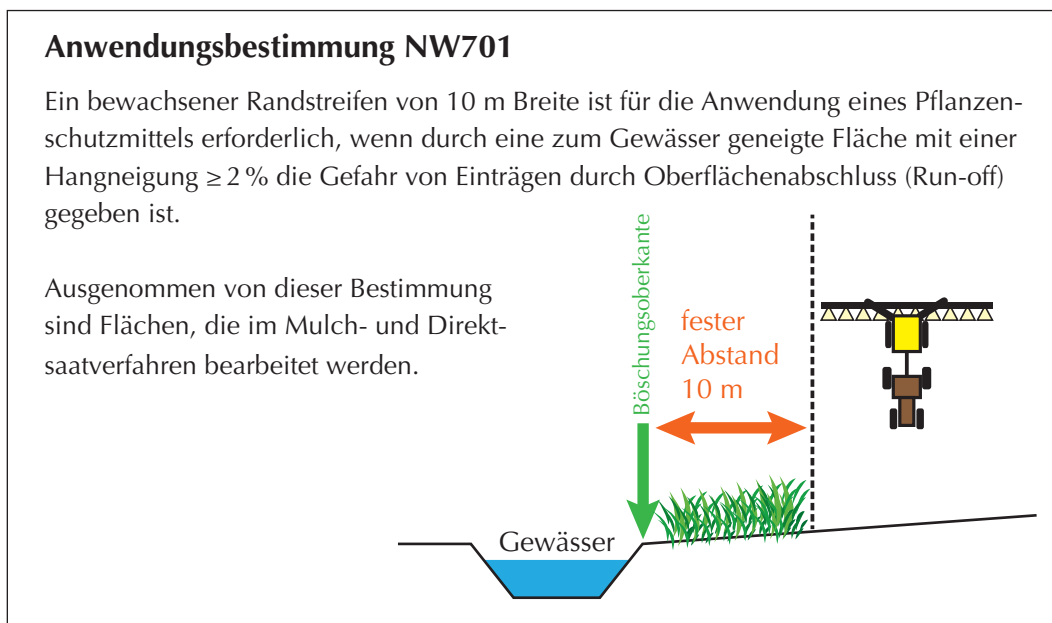 Anwendungsbestimmung NW701
Ein bewachsener Randstreifen von 10 m Breite ist für die Anwendung eines Pflanzen-
schutzmittels erforderlich, wenn durch eine zum Gewässer geneigte Fläche mit einer
Hangneigung ≥ 2 % die Gefahr von Einträgen durch Oberflächenabschluss (Run-off)
gegeben ist.
Ausgenommen von dieser Bestimmung
sind Flächen, die im Mulch- und Direkt-
saatverfahren bearbeitet werden.
Böschungsoberkante
fester
Abstand
10 m
Gewässer